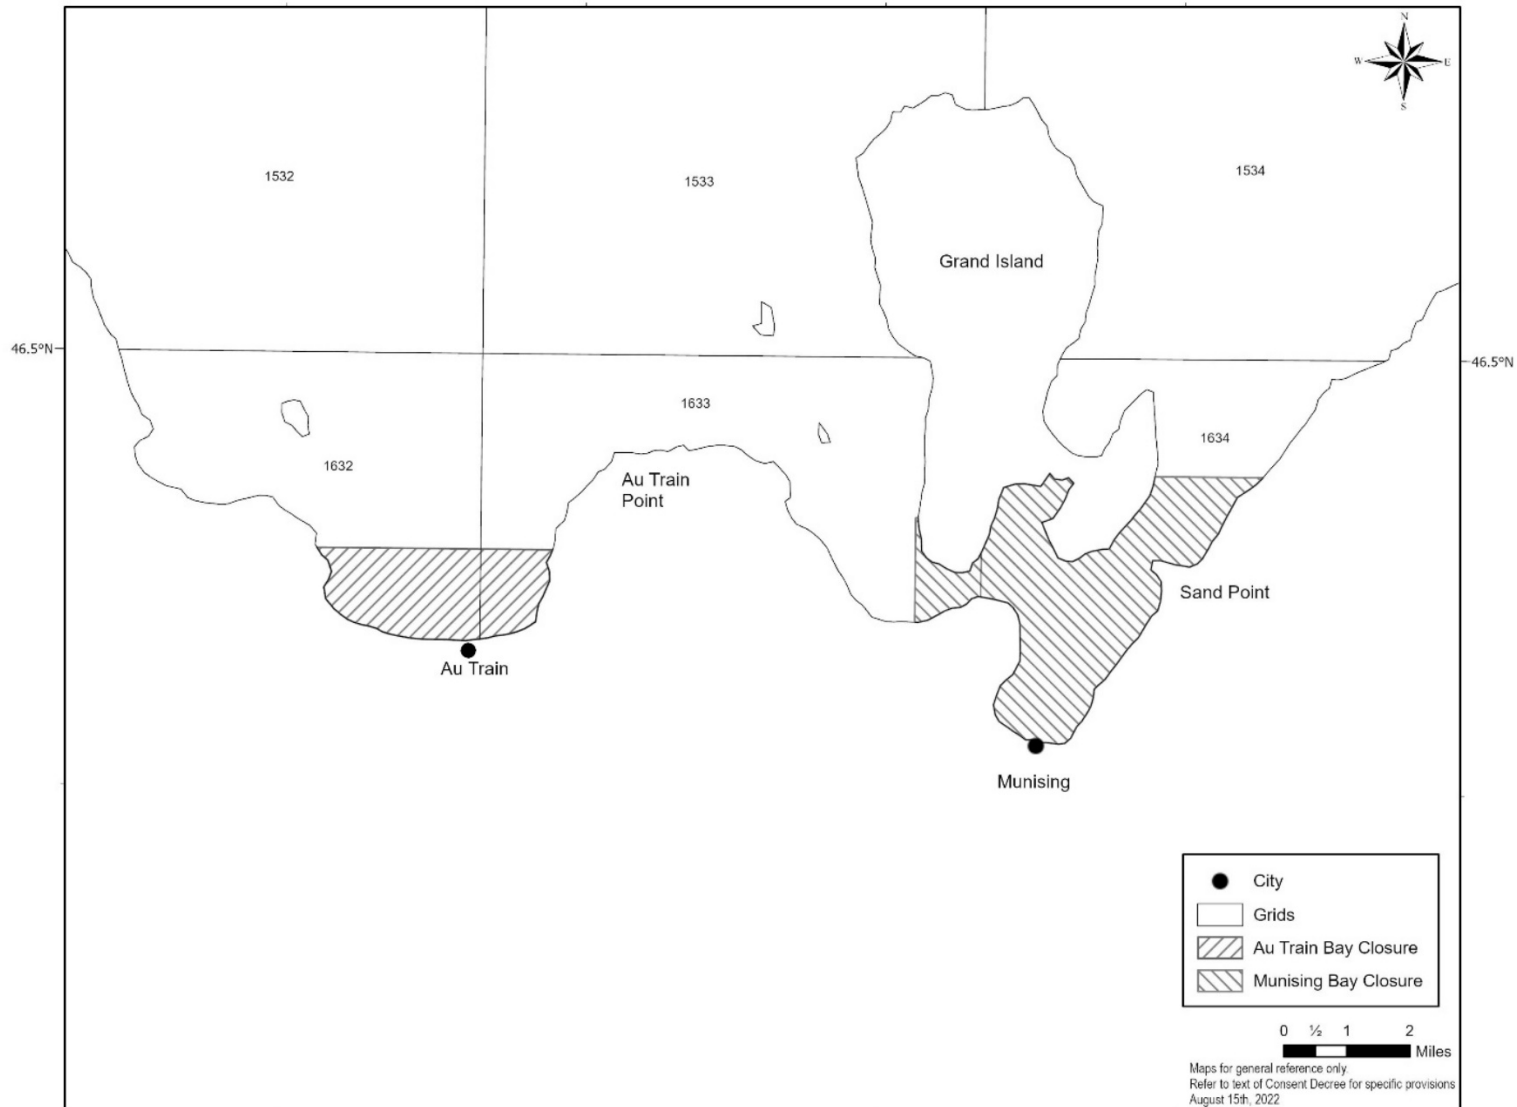 N
W
E
S
1532
1533
1534
Grand Island
46.5°N
46.5°N
1633
1634
1632
Au Train
Point
Sand Point
Au Train
Munising
City
Grids
Au Train Bay Closure
Munising Bay Closure
0 ½ 1 2
Miles
Maps for general reference only.
Refer to text of Consent Decree for specific provisions
August 15th, 2022